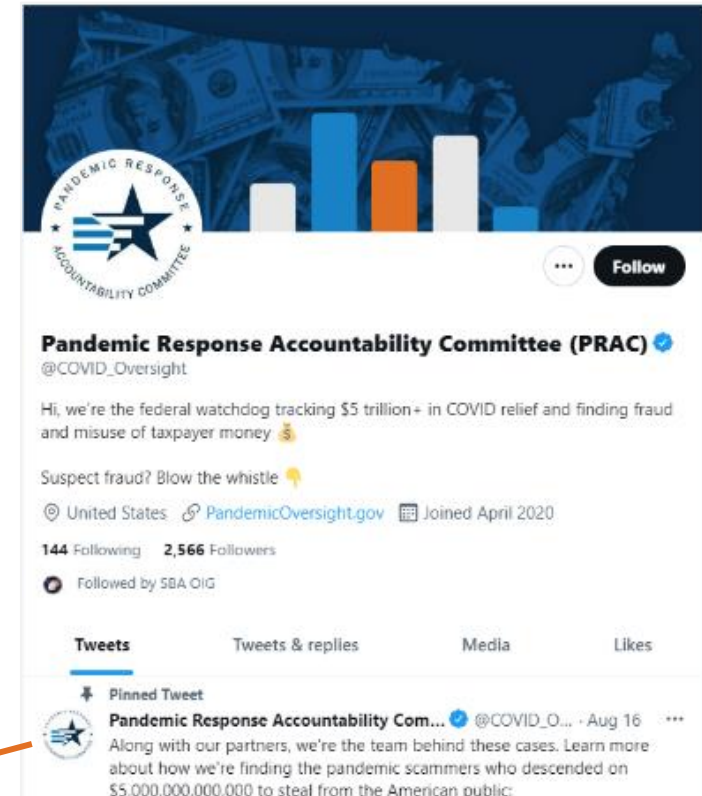 PANDEMIC RESPONSE
ACCOUNTABILITY COMMITTEE
Follow
Pandemic Response Accountability Committee (PRAC)
@COVID_Oversight
Hi, we're the federal watchdog tracking $5 trillion+ in COVID relief and finding fraud
and misuse of taxpayer money 💰
Suspect fraud? Blow the whistle 👇
United States PandemicOversight.gov Joined April 2020
144 Following 2,566 Followers
Followed by SBA OIG
Tweets Tweets & replies Media Likes
Pinned Tweet
Pandemic Response Accountability Com... @COVID_O... · Aug 16 ···
Along with our partners, we're the team behind these cases. Learn more
about how we're finding the pandemic scammers who descended on
$5,000,000,000,000 to steal from the American public: